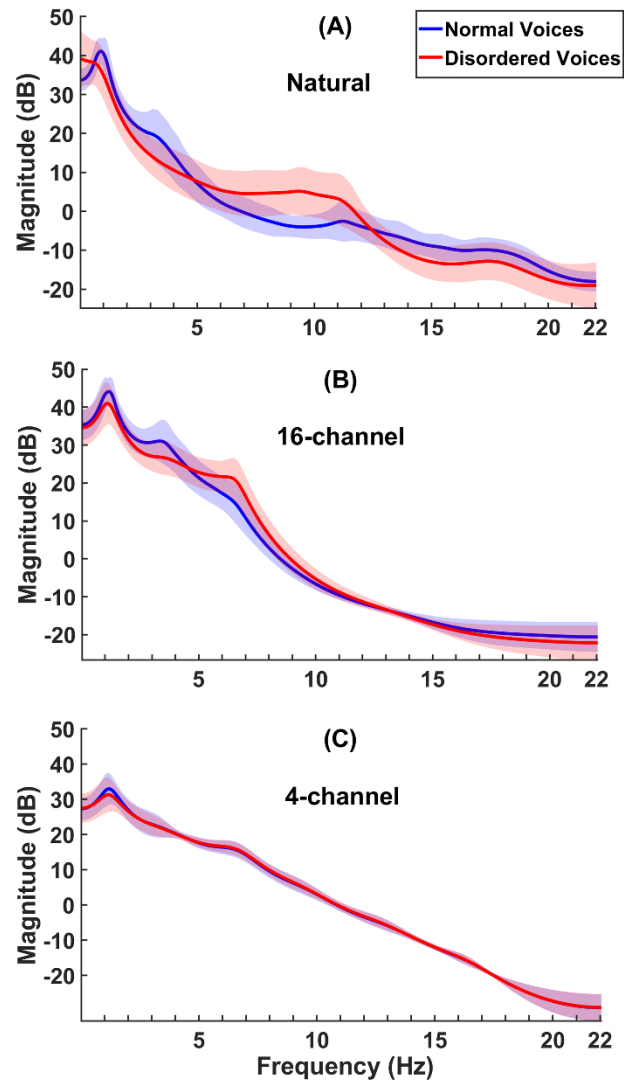 (A)
Normal Voices
Disordered Voices
Natural
Magnitude (dB)
50
40
30
20
10
0
-10
-20
5 10 15 20 22
(B)
16-channel
Magnitude (dB)
50
40
30
20
10
0
-10
-20
5 10 15 20 22
(C)
4-channel
Magnitude (dB)
50
40
30
20
10
0
-10
-20
5 10 15 20 22
Frequency (Hz)